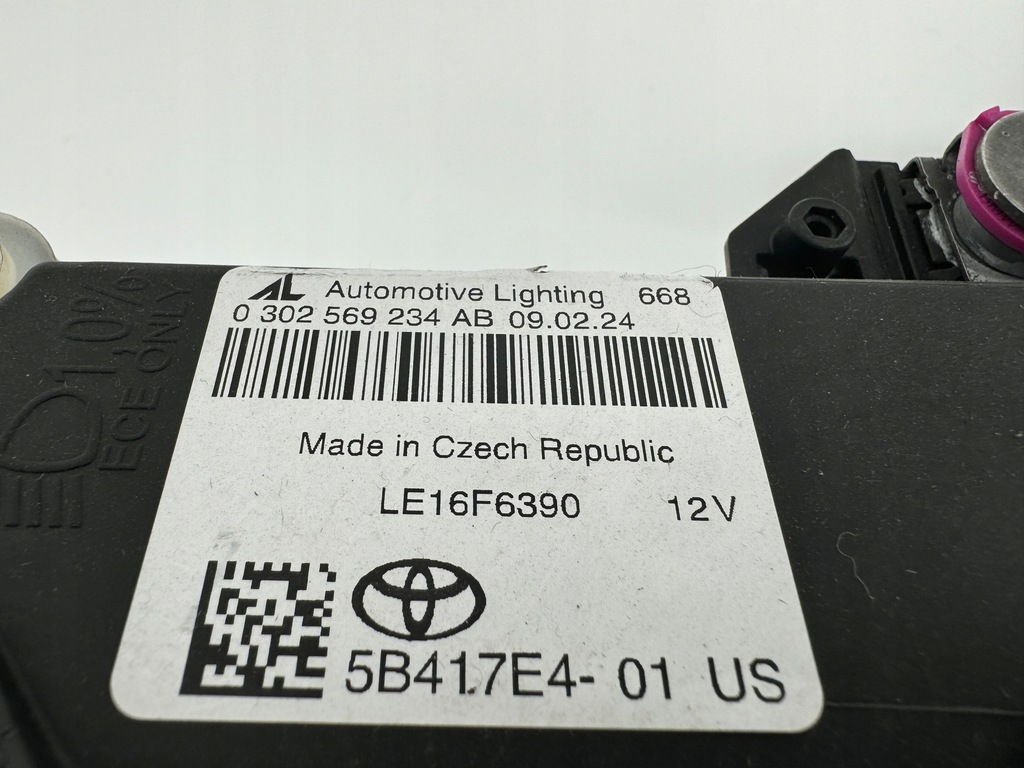 1,0%
ECE ONLY
AL Automotive Lighting 668
0 302 569 234 AB 09.02.24
Made in Czech Republic
LE16F6390 12V
5B417E4- 01 US